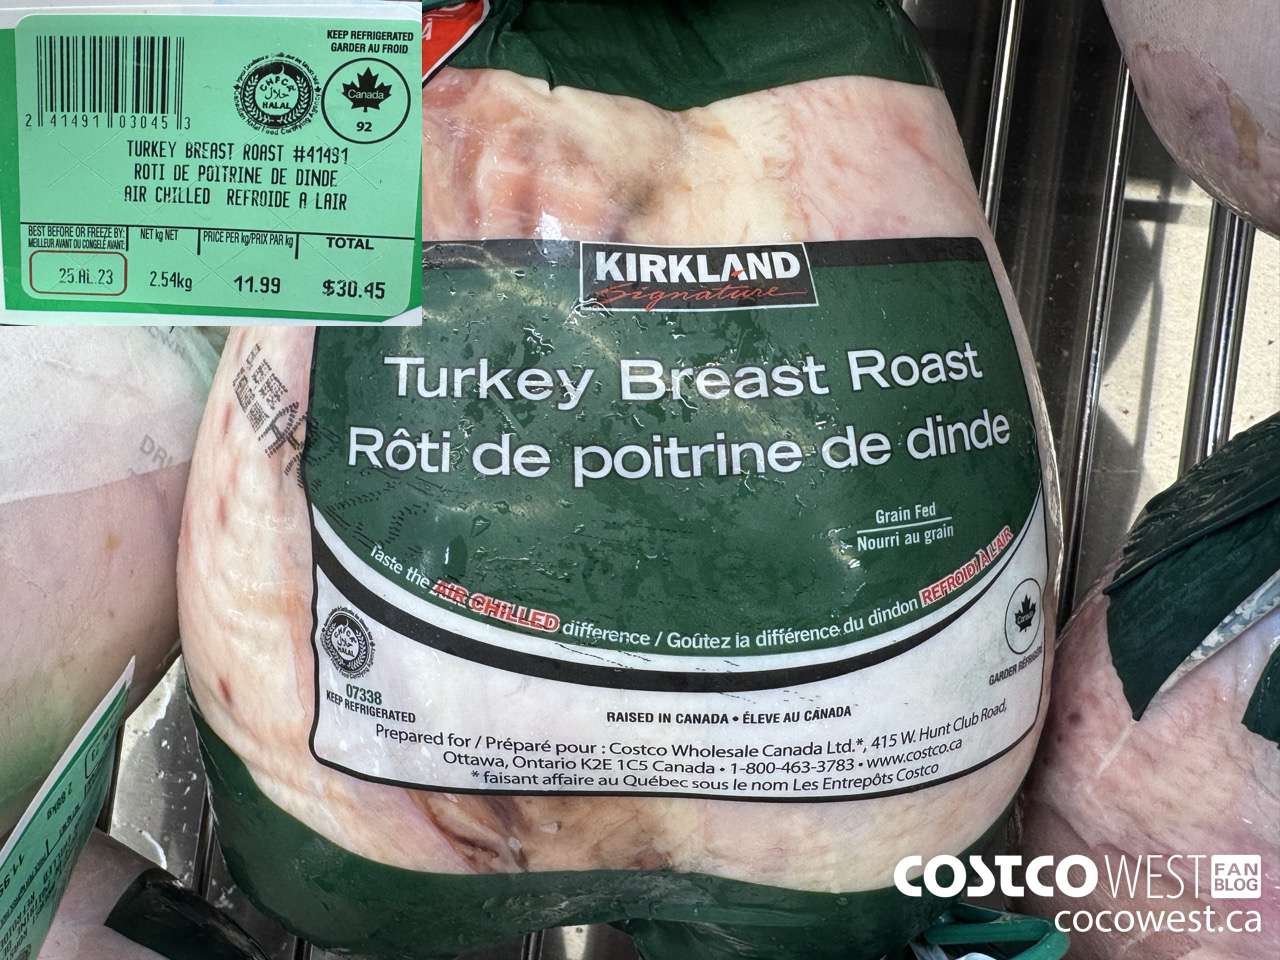 KEEP REFRIGERATED
GARDER AU FROID
CHFCA
حلال
HALAL
Canada
92
2 41491 03045 3
TURKEY BREAST ROAST #41491
ROTI DE POITRINE DE DINDE
AIR CHILLED REFROIDE A LAIR
BEST BEFORE OR FREEZE BY:
MEILLEUR AVANT OU CONGELÉ AVANT:
NET kg NET
PRICE PER kg/PRIX PAR kg
TOTAL
25.AL.23
2.54kg
11.99
$30.45
KIRKLAND
Signature
Turkey Breast Roast
Rôti de poitrine de dinde
Grain Fed
Nourri au grain
Taste the AIR CHILLED difference / Goûtez la différence du dindon REFROIDI À L'AIR
HALAL
07338
KEEP REFRIGERATED
Canada
RAISED IN CANADA • ÉLEVE AU CANADA
Prepared for / Préparé pour : Costco Wholesale Canada Ltd.*, 415 W. Hunt Club Road,
Ottawa, Ontario K2E 1C5 Canada • 1-800-463-3783 • www.costco.ca
* faisant affaire au Québec sous le nom Les Entrepôts Costco
COSTCO WEST FAN BLOG
cocowest.ca